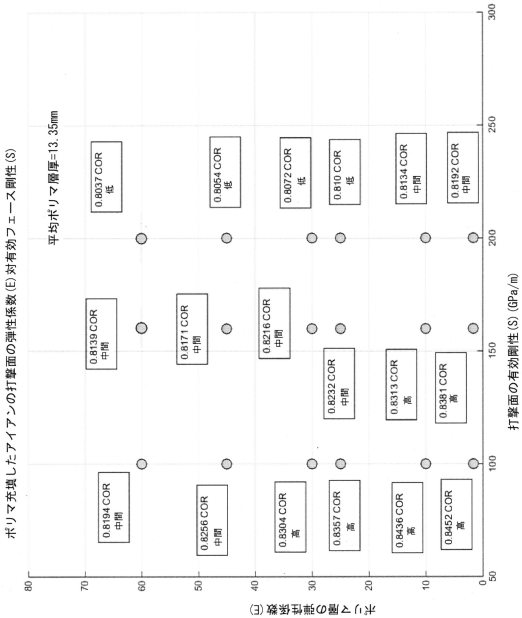 ポリマ充填したアイアンの打撃面の弾性係数(E)対有効フェース剛性(S)
平均ポリマ層厚=13.35mm
ポリマ層の弾性係数(E)
80
70
60
50
40
30
20
10
0
0.8194 COR
中間
0.8139 COR
中間
0.8037 COR
低
0.8256 COR
中間
0.8171 COR
中間
0.8054 COR
低
0.8304 COR
高
0.8216 COR
中間
0.8072 COR
低
0.8357 COR
高
0.8232 COR
中間
0.810 COR
低
0.8436 COR
高
0.8313 COR
高
0.8134 COR
中間
0.8452 COR
高
0.8381 COR
高
0.8192 COR
中間
50
100
150
200
250
300
打撃面の有効剛性(S)(GPa/m)